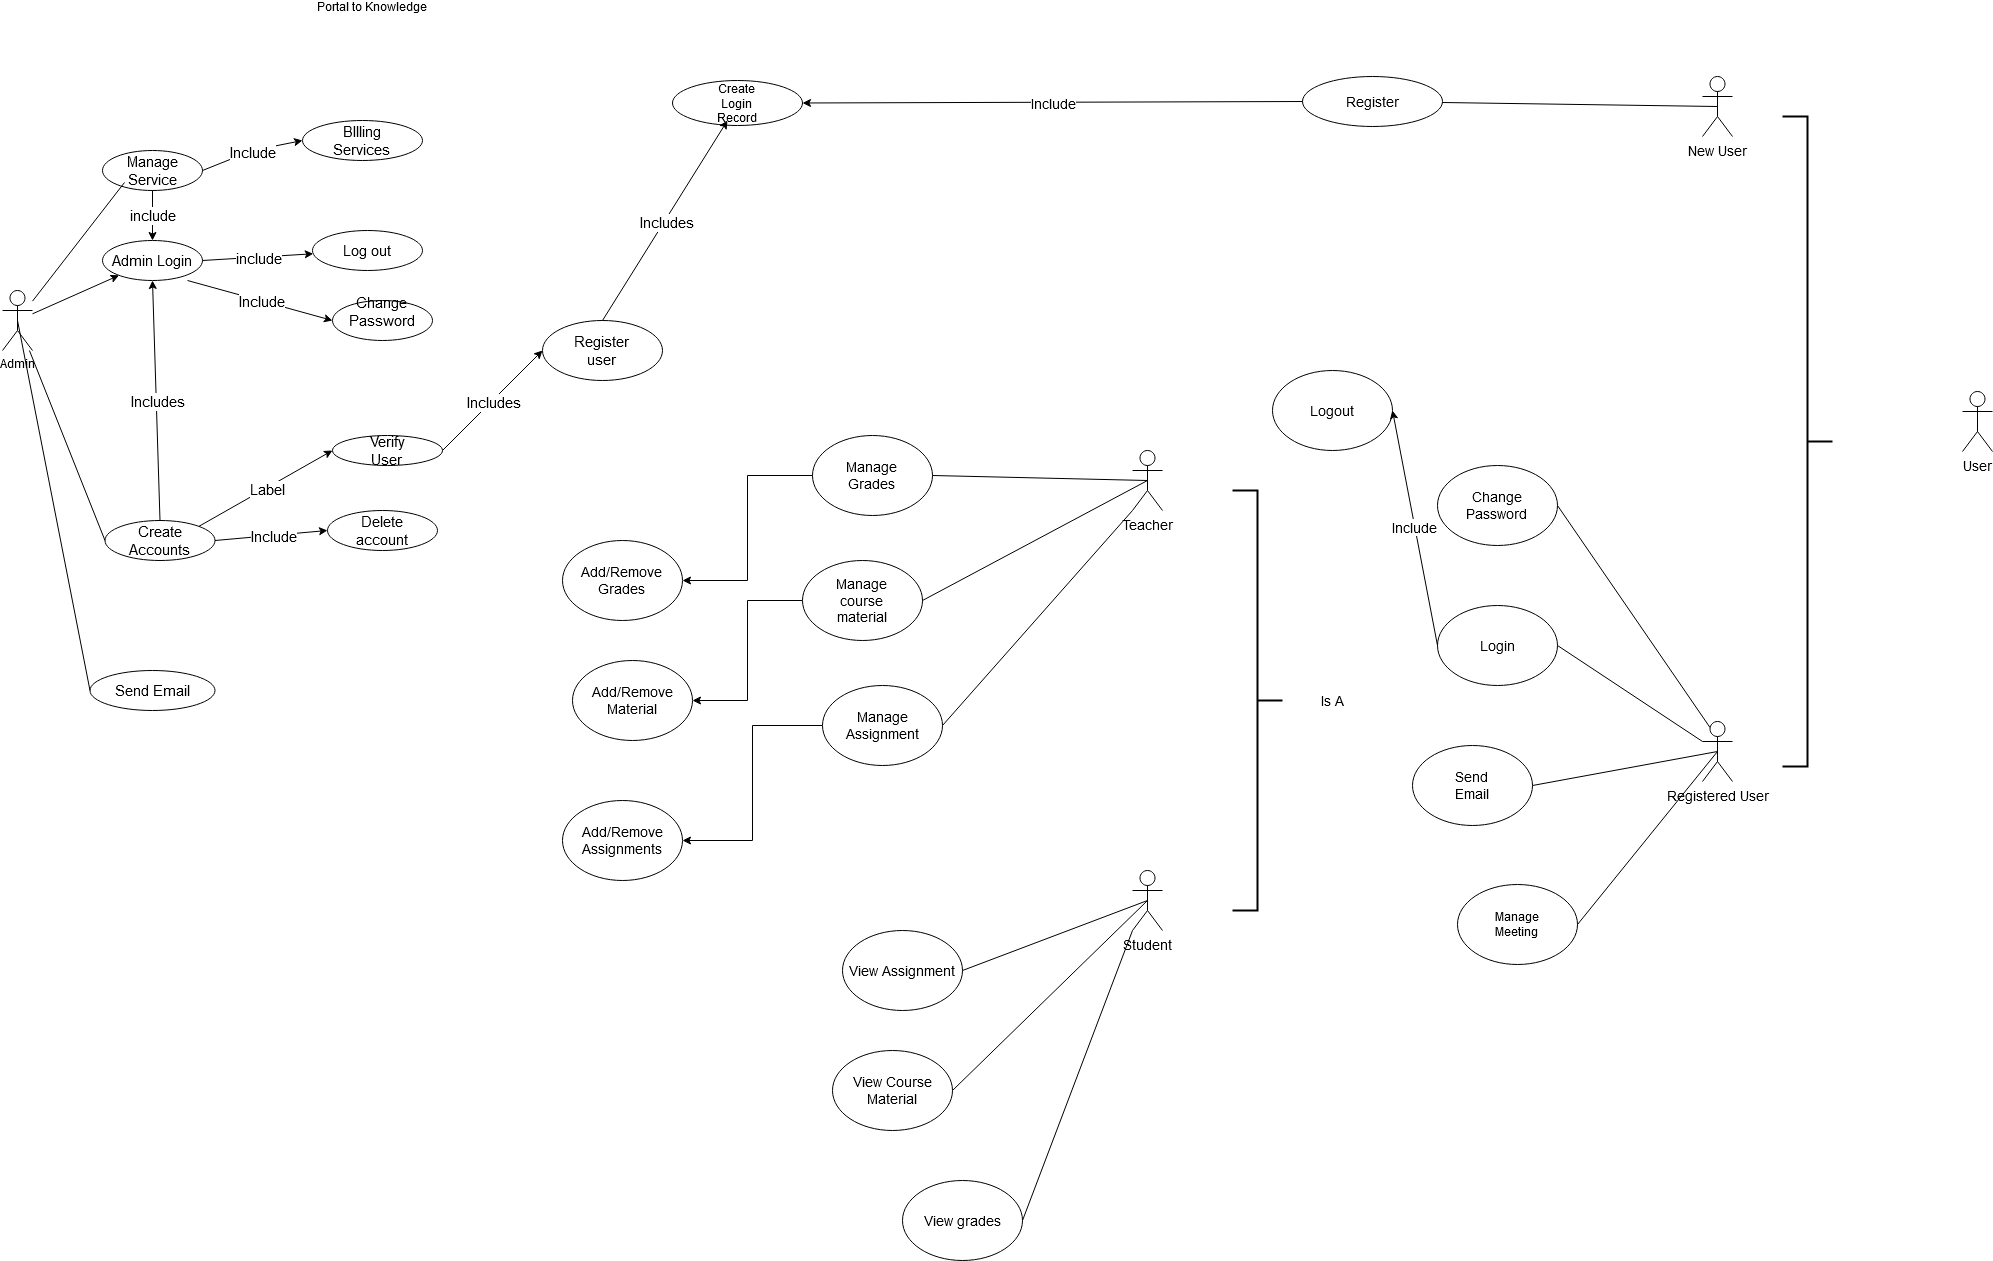 Portal to Knowledge
Create
Login
Record
Include
Register
New User
BIlling
Services
Include
Manage
Service
include
Admin Login
include
Log out
Include
Change
Password
Admin
Includes
Register
user
Includes
Includes
Verify
User
Label
Create
Accounts
Include
Delete
account
Send Email
Logout
User
Manage
Grades
Teacher
Change
Password
Include
Add/Remove
Grades
Manage
course
material
Login
Add/Remove
Material
Manage
Assignment
Is A
Send
Email
Registered User
Add/Remove
Assignments
Manage
Meeting
Student
View Assignment
View Course
Material
View grades